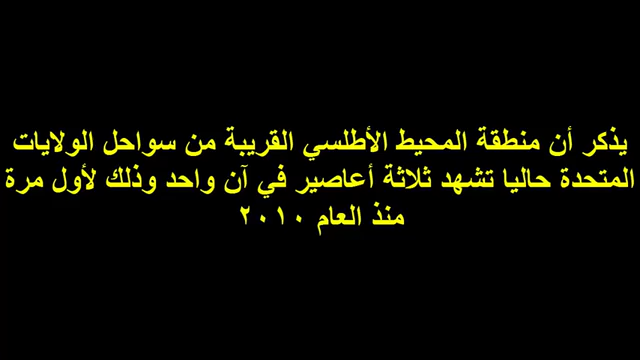 يذكر أن منطقة المحيط الأطلسي القريبة من سواحل الولايات
المتحدة حاليا تشهد ثلاثة أعاصير في آن واحد وذلك لأول مرة
منذ العام ٢٠١٠